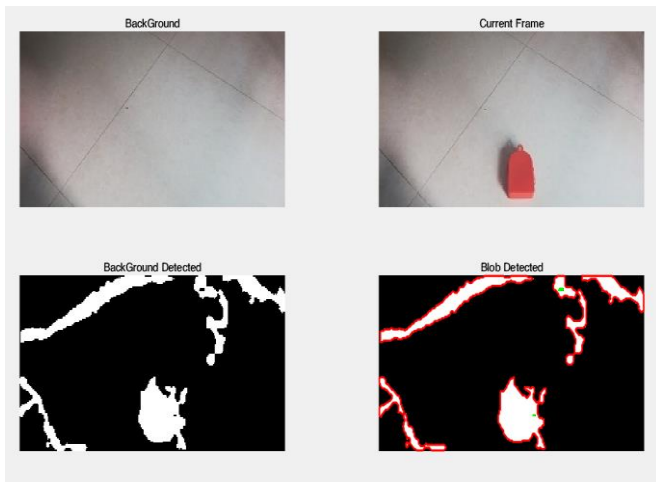 BackGround
Current Frame
BackGround Detected
Blob Detected